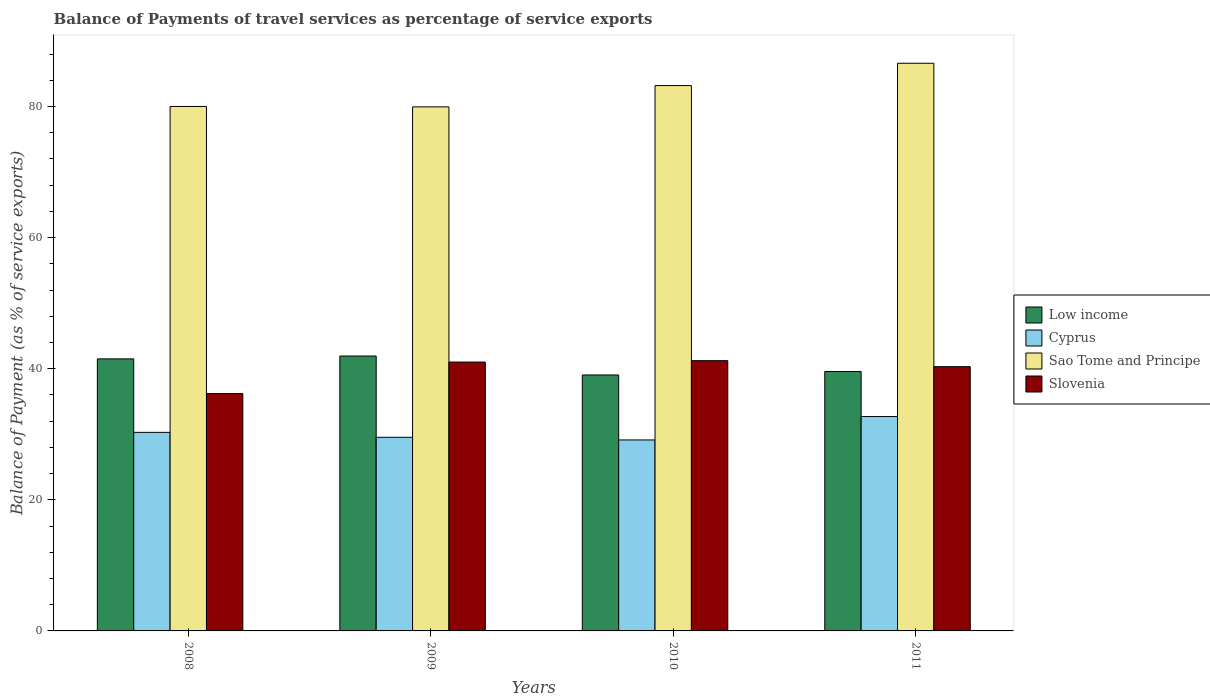 Balance of Payments of travel services as percentage of service exports
Balance of Payment (as % of service exports)
80
60
40
20
0
2008
2009
2010
2011
Years
Low income
Cyprus
Sao Tome and Principe
Slovenia